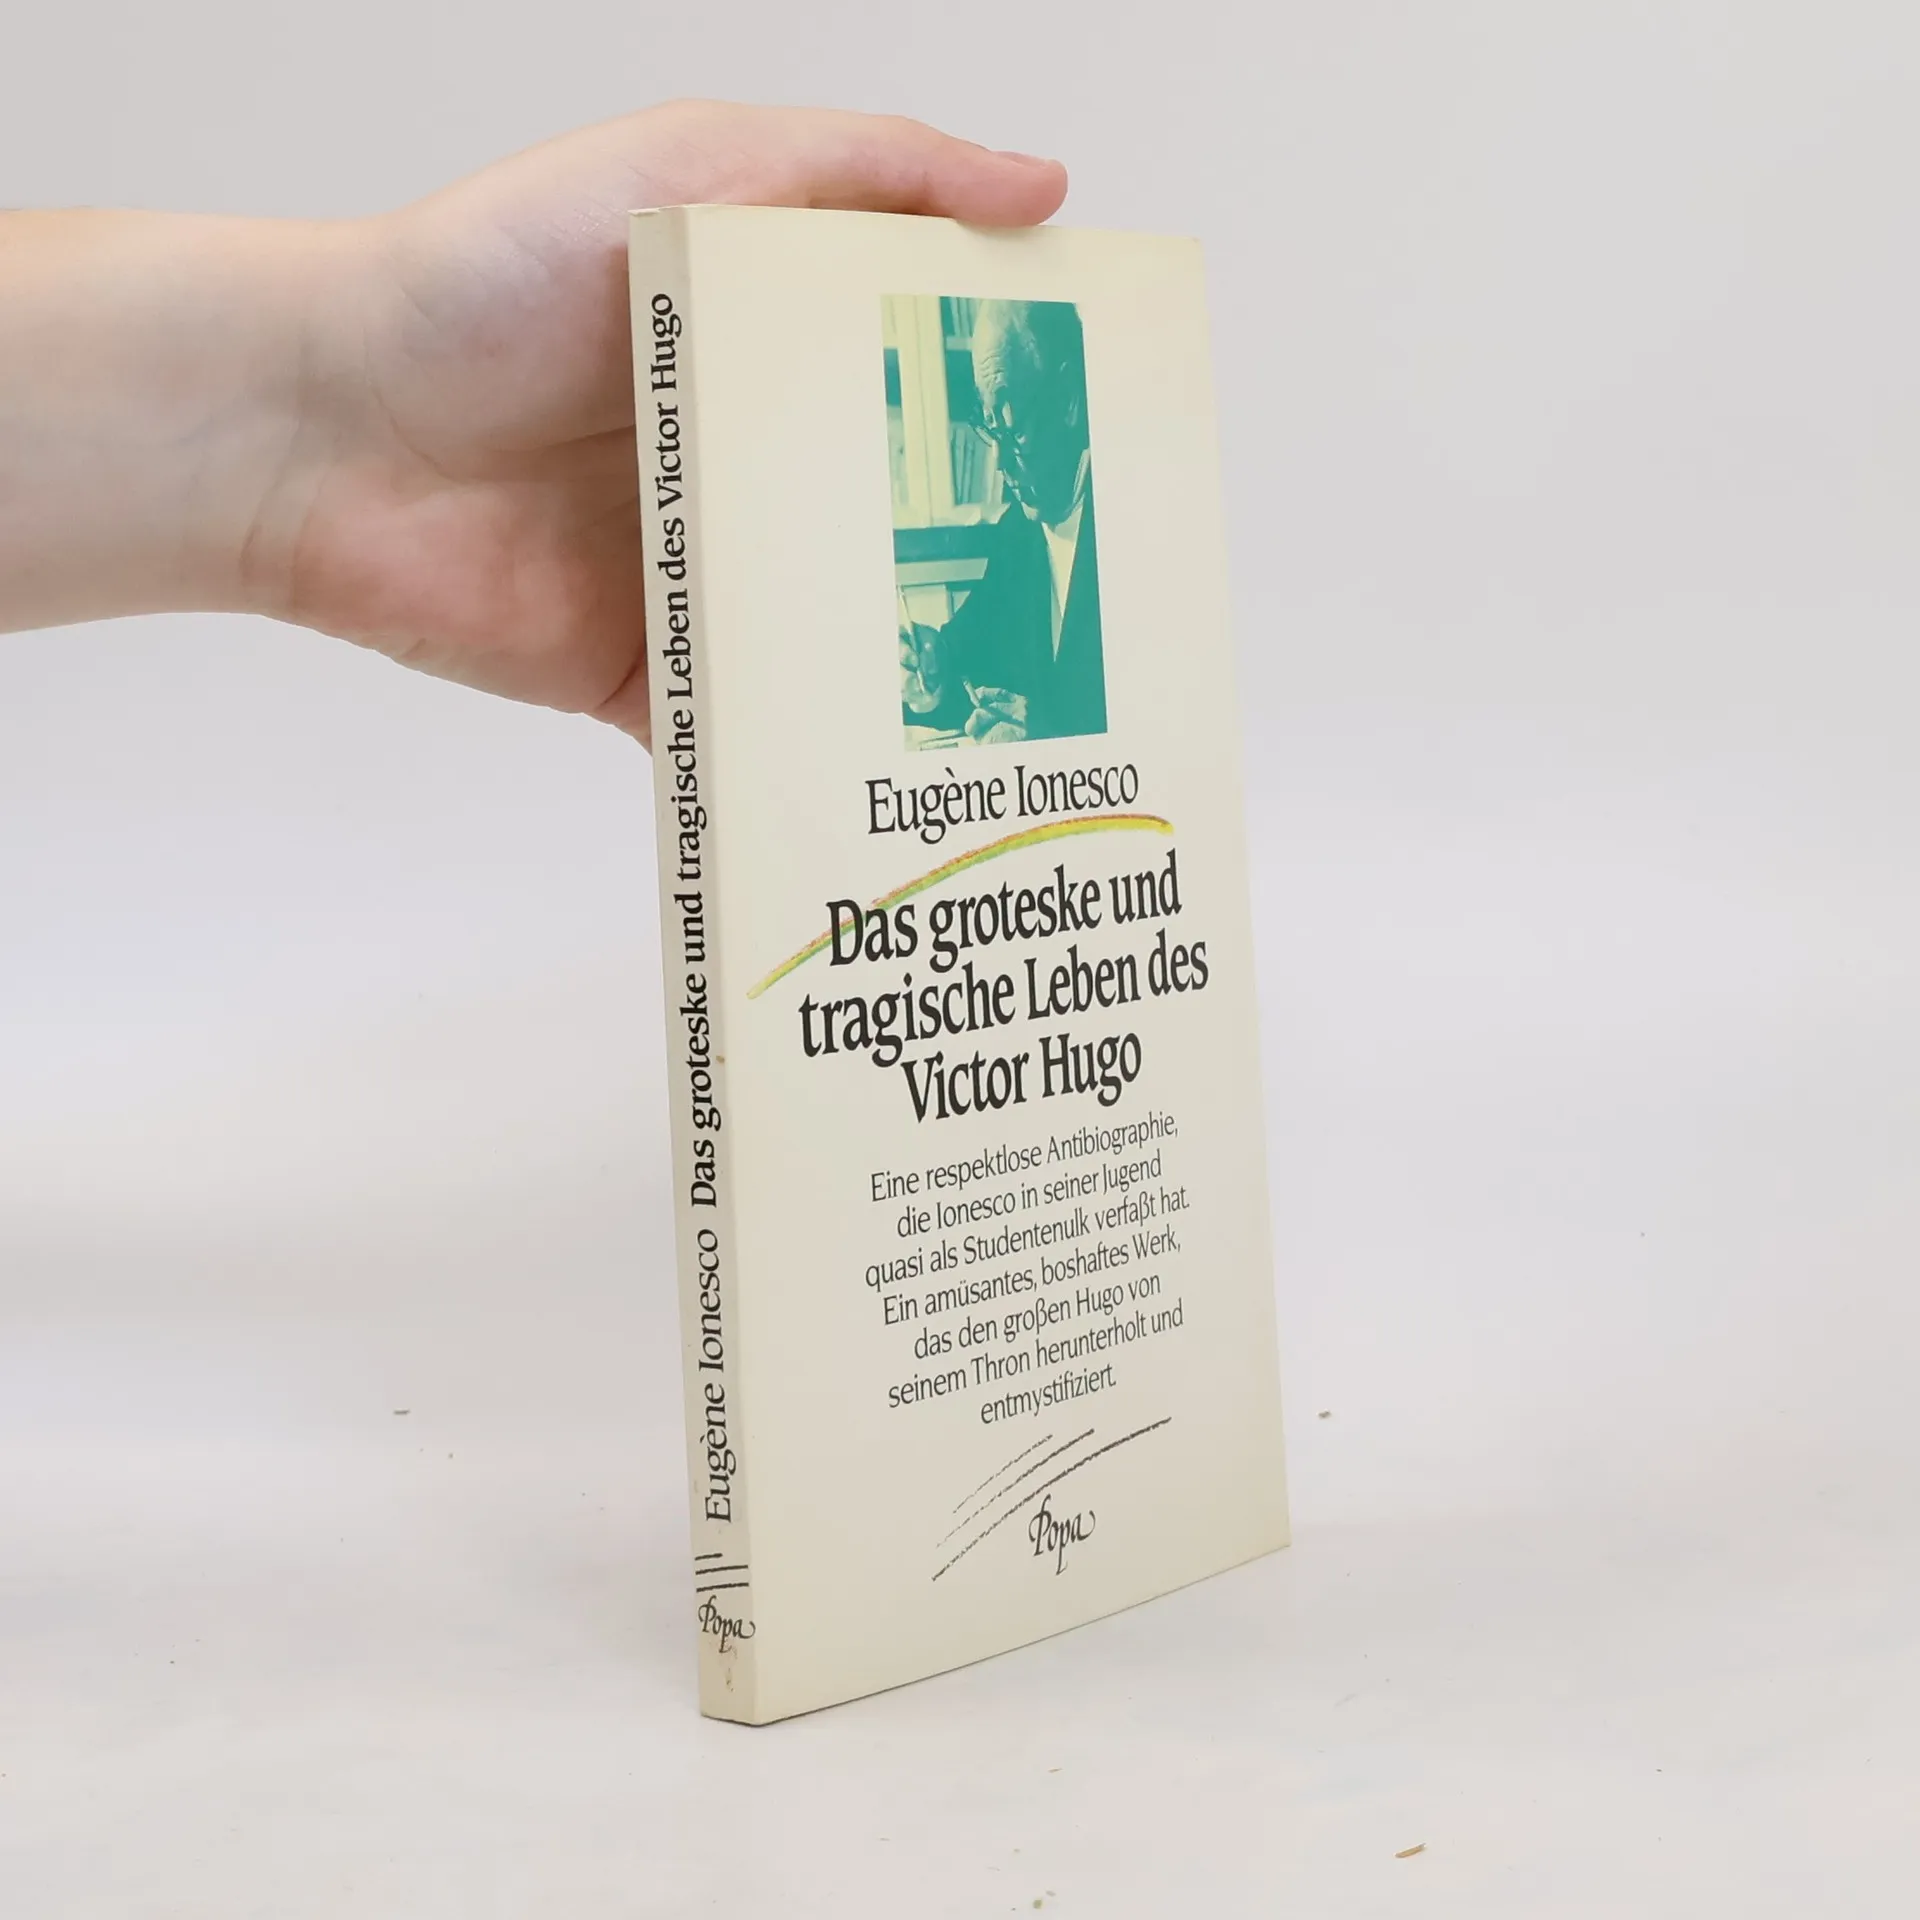 Eugène Ionesco Das groteske und tragische Leben des Victor Hugo
Popa
Eugène Ionesco
Das groteske und
tragische Leben des
Victor Hugo
Eine respektlose Antibiographie,
die Ionesco in seiner Jugend
quasi als Studentenulk verfaßt hat.
Ein amüsantes, boshaftes Werk,
das den großen Hugo von
seinem Thron herunterholt und
entmystifiziert.
Popa